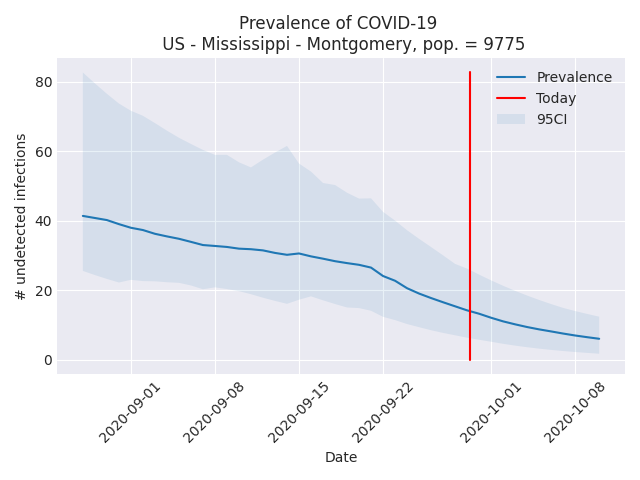 Prevalence of COVID-19
US - Mississippi - Montgomery, pop. = 9775
Prevalence
Today
95CI
# undetected infections
80
60
40
20
0
2020-09-01
2020-09-08
2020-09-15
2020-09-22
2020-10-01
2020-10-08
Date